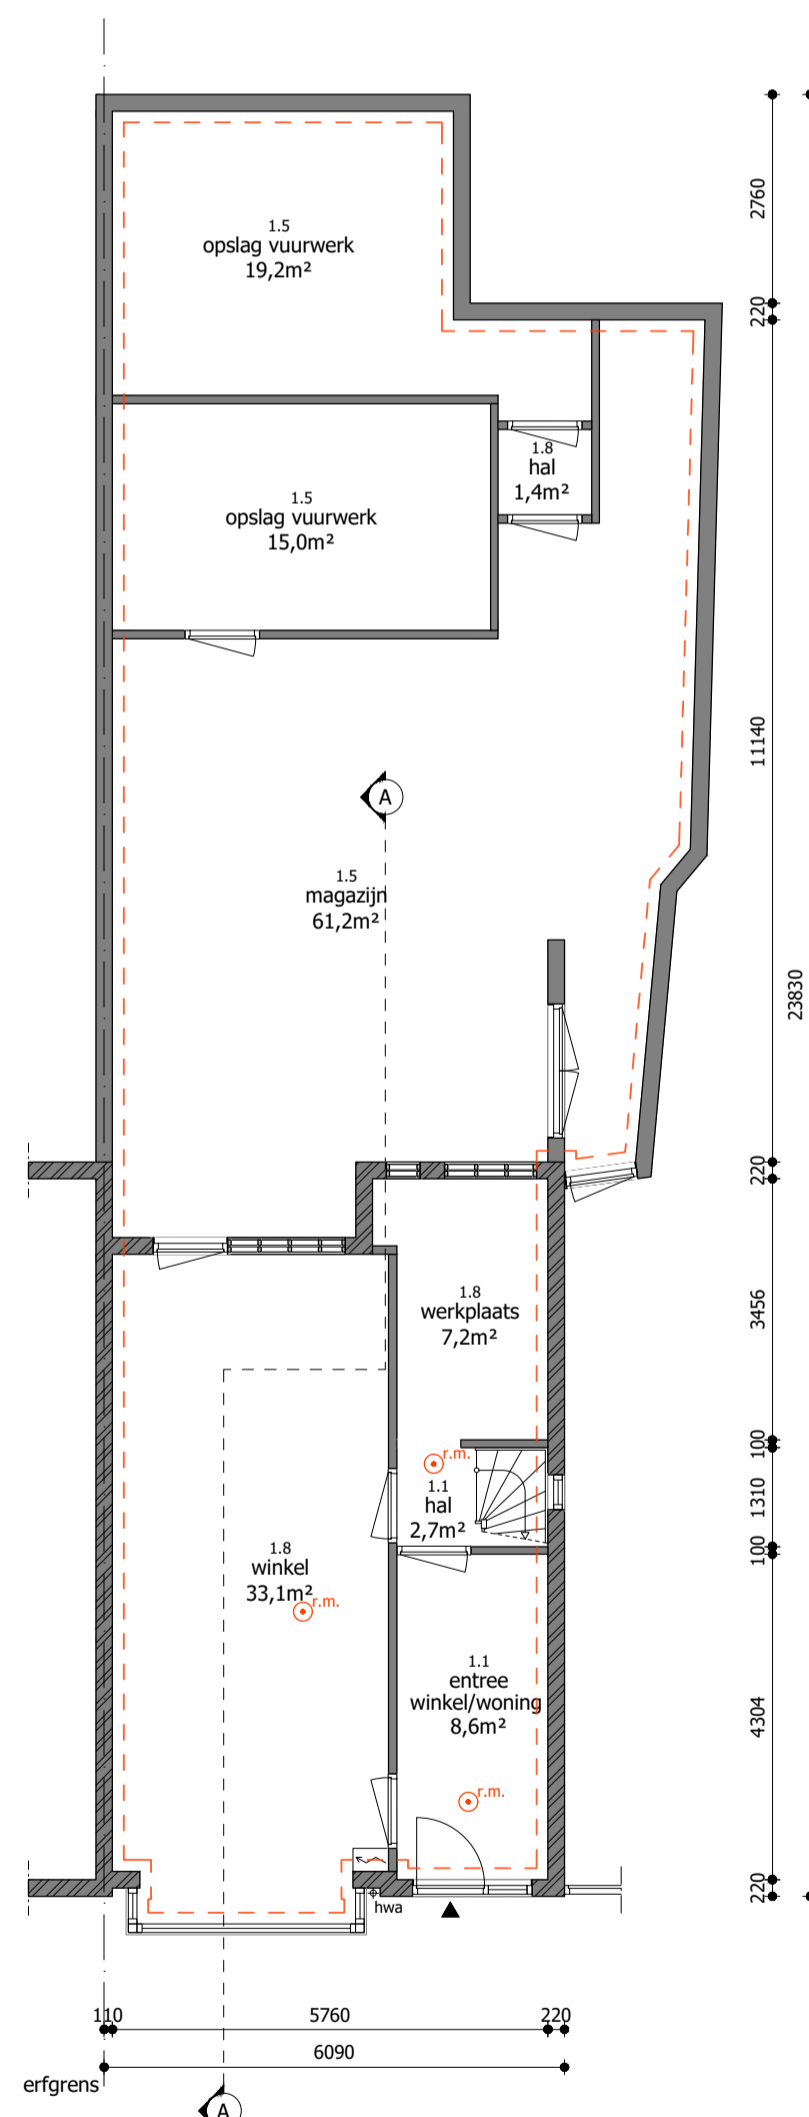 2760
1.5
opslag vuurwerk
19,2m²
220
1.8
hal
1,4m²
1.5
opslag vuurwerk
15,0m²
11140
A
1.5
magazijn
61,2m²
23830
220
1.8
werkplaats
7,2m²
3456
100
r.m.
1.1
hal
2,7m²
1310
100
1.8
winkel
33,1m²
r.m.
1.1
entree
winkel/woning
8,6m²
4304
r.m.
220
hwa
110 5760 220
6090
erfgrens
A